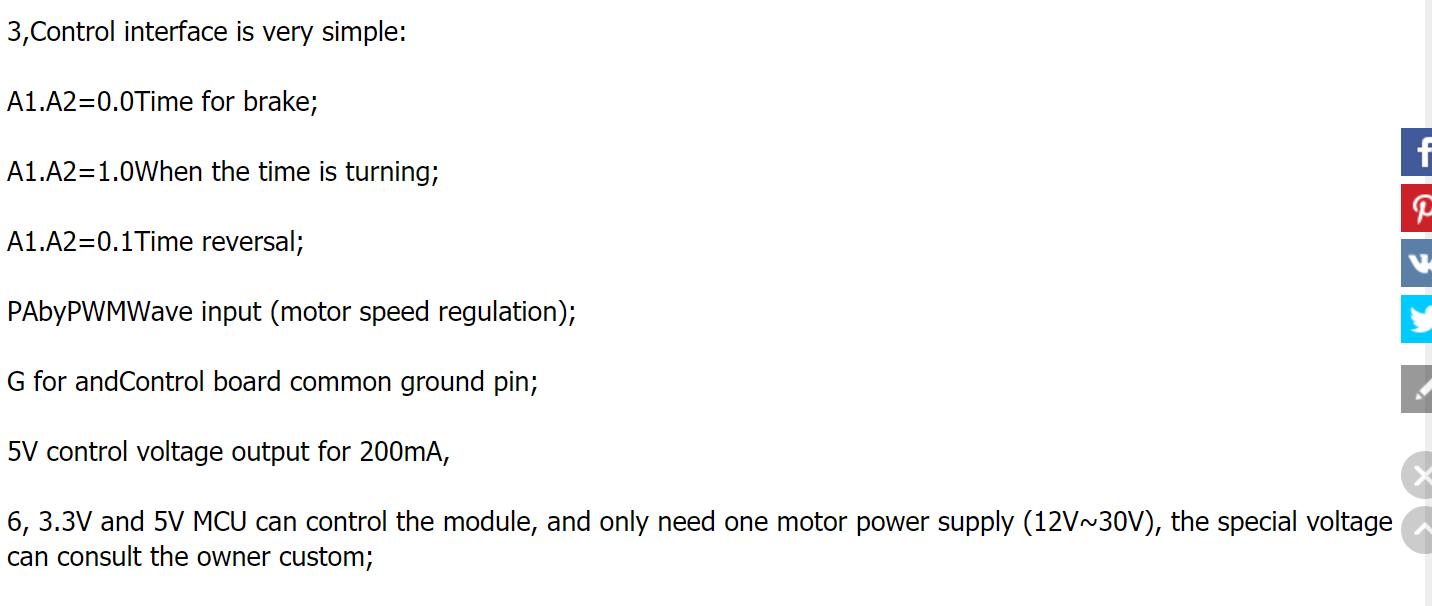 3,Control interface is very simple:
A1.A2=0.0Time for brake;
A1.A2=1.0When the time is turning;
A1.A2=0.1Time reversal;
PAbyPWMWave input (motor speed regulation);
G for andControl board common ground pin;
5V control voltage output for 200mA,
6, 3.3V and 5V MCU can control the module, and only need one motor power supply (12V~30V), the special voltage
can consult the owner custom;